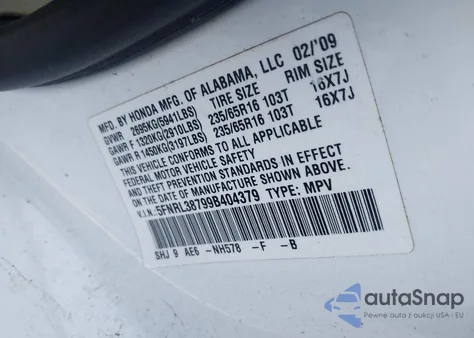 MFD. BY HONDA MFG. OF ALABAMA, LLC 02/'09
GVWR 2695KG(5941LBS) TIRE SIZE RIM SIZE
GAWR F 1320KG(2910LBS) 235/65R16 103T 16X7J
GAWR R 1450KG(3197LBS) 235/65R16 103T 16X7J
THIS VEHICLE CONFORMS TO ALL APPLICABLE
FEDERAL MOTOR VEHICLE SAFETY
AND THEFT PREVENTION STANDARDS IN EFFECT
ON THE DATE OF MANUFACTURE SHOWN ABOVE.
V.I.N. 5FNRL38799B404379 TYPE: MPV
SHJ 9 AE6 -NH578 -F -B
autoSnap
Pewne auta z aukcji USA i EU